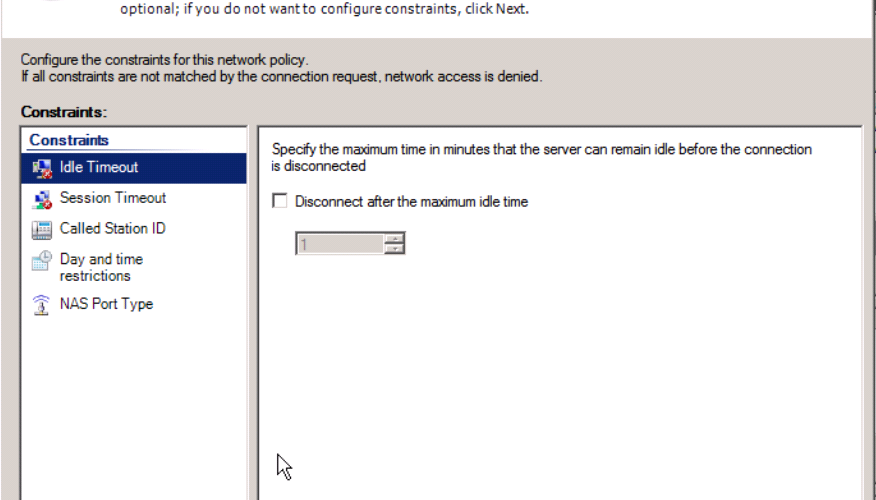 optional; if you do not want to configure constraints, click Next.
Configure the constraints for this network policy.
If all constraints are not matched by the connection request, network access is denied.
Constraints:
Constraints
Idle Timeout
Session Timeout
Called Station ID
Day and time
restrictions
NAS Port Type
Specify the maximum time in minutes that the server can remain idle before the connection
is disconnected
Disconnect after the maximum idle time
1